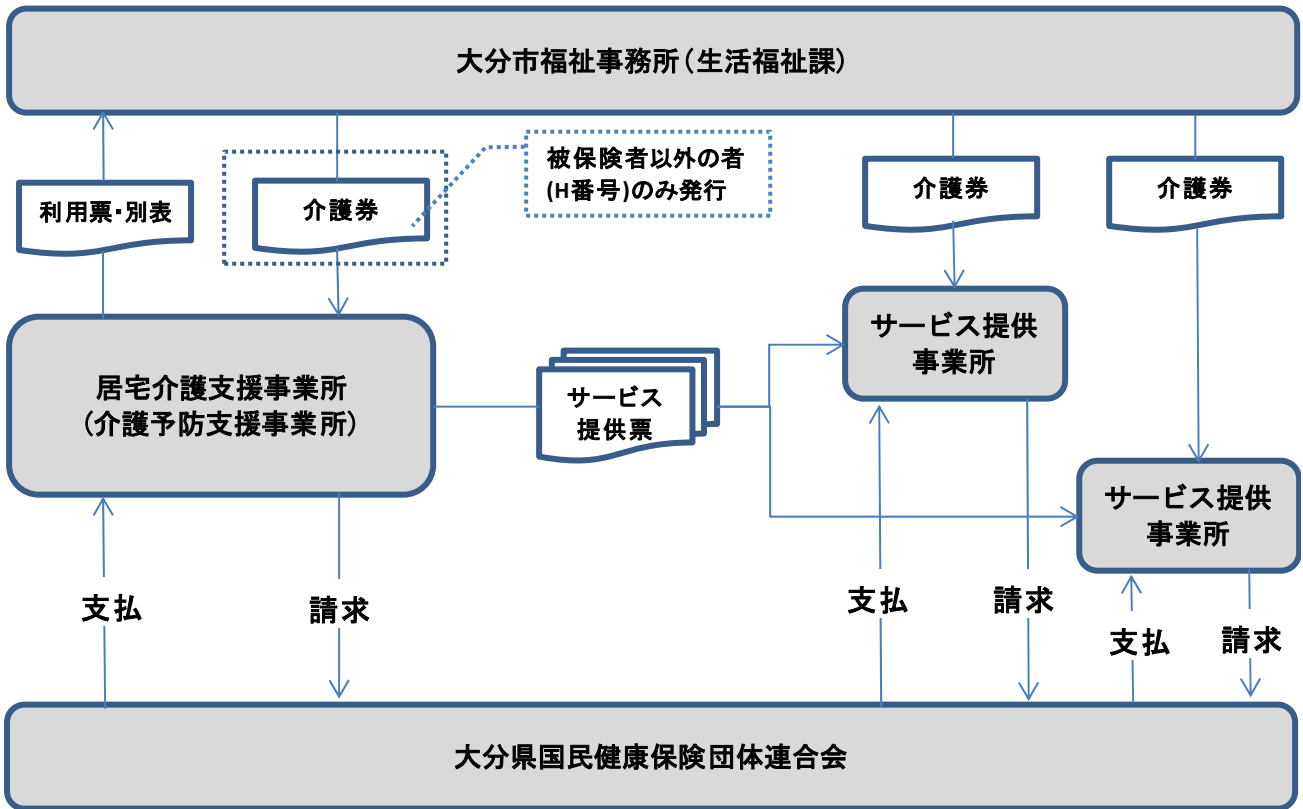 大分市福祉事務所(生活福祉課)
利用票・別表
介護券
被保険者以外の者
(H番号)のみ発行
介護券
介護券
居宅介護支援事業所
(介護予防支援事業所)
サービス
提供票
サービス提供
事業所
サービス提供
事業所
支払
請求
支払
請求
支払
請求
大分県国民健康保険団体連合会